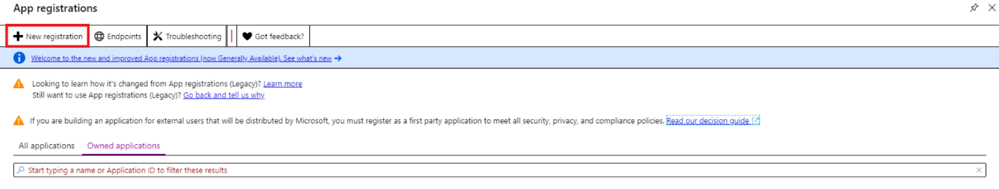 App registrations
New registration Endpoints Troubleshooting Got feedback?
Welcome to the new and improved App registrations (now Generally Available). See what's new
Looking to learn how it's changed from App registrations (Legacy)? Learn more
Still want to use App registrations (Legacy)? Go back and tell us why
If you are building an application for external users that will be distributed by Microsoft, you must register as a first party application to meet all security, privacy, and compliance policies. Read our decision guide
All applications Owned applications
Start typing a name or Application ID to filter these results